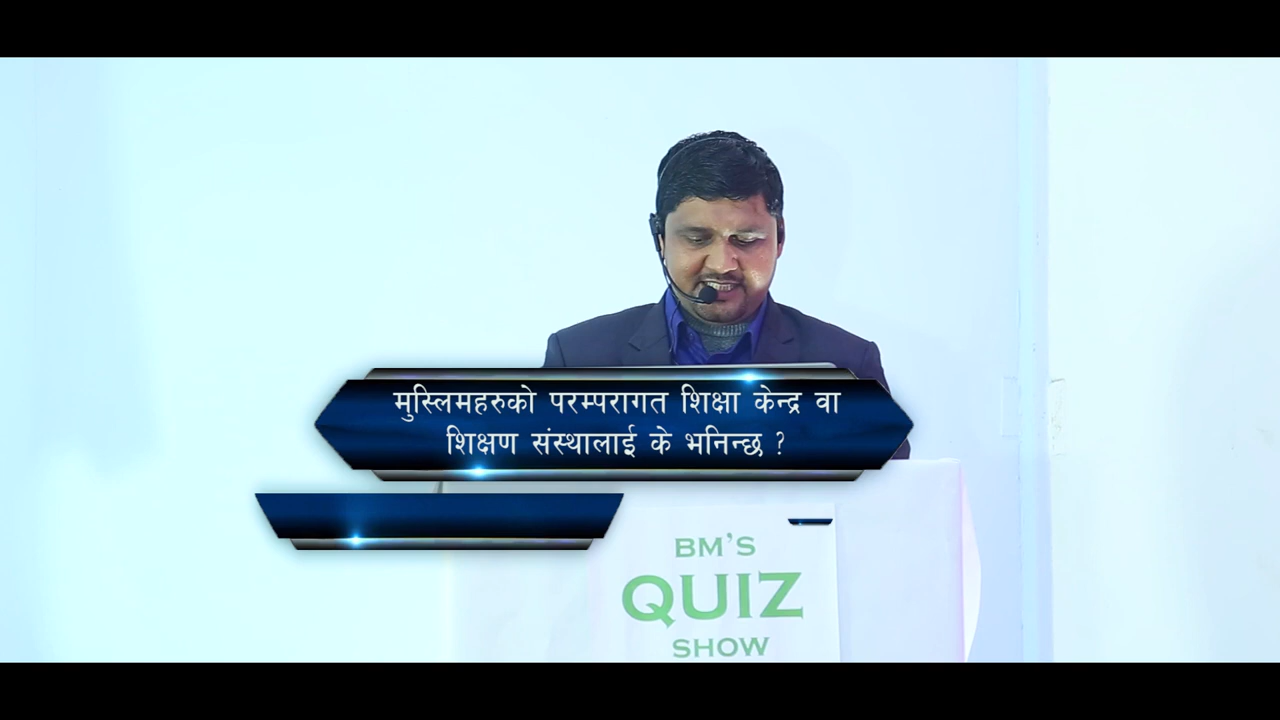 मुस्लिमहरुको परम्परागत शिक्षा केन्द्र वा
शिक्षण संस्थालाई के भनिन्छ ?
BM'S
QUIZ
SHOW